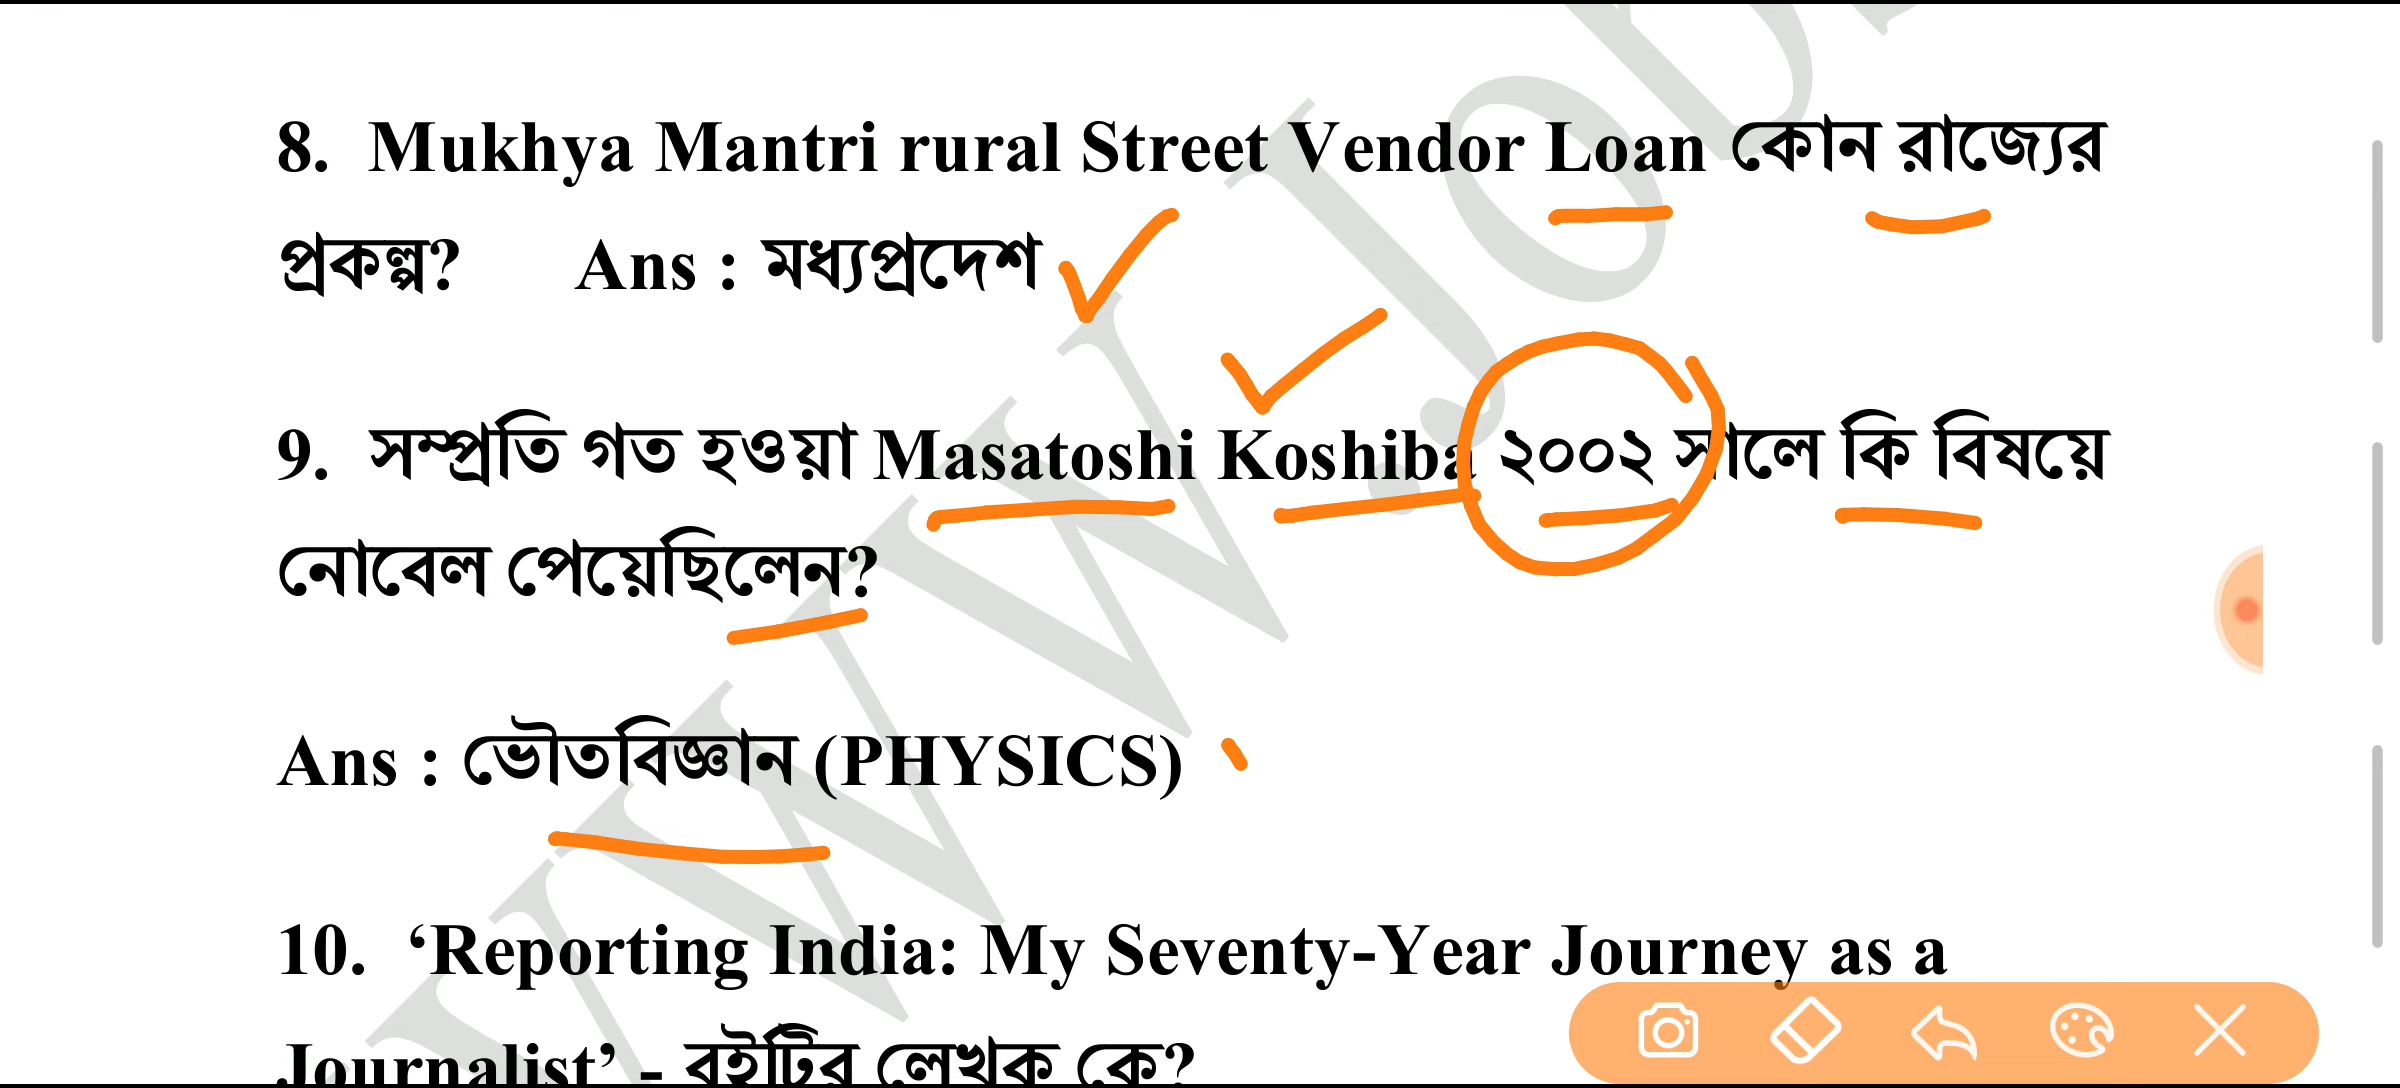 8. Mukhya Mantri rural Street Vendor Loan কোন রাজ্যের
প্রকল্প? Ans : মধ্যপ্রদেশ
9. সম্প্রতি গত হওয়া Masatoshi Koshiba ২০০২ সালে কি বিষয়ে
নোবেল পেয়েছিলেন?
Ans : ভৌতবিজ্ঞান (PHYSICS)
10. ‘Reporting India: My Seventy-Year Journey as a
Journalist’ - বইটির লেখক কে?